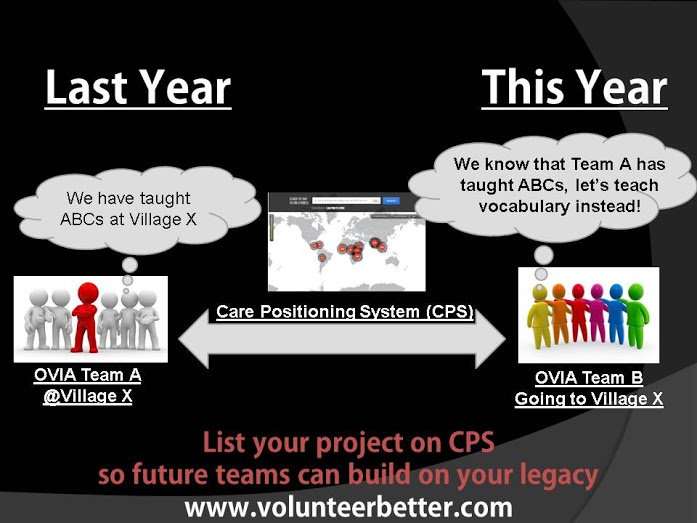 Last Year
This Year
We have taught
ABCs at Village X
We know that Team A has
taught ABCs, let's teach
vocabulary instead!
Care Positioning System (CPS)
OVIA Team A
@Village X
OVIA Team B
Going to Village X
List your project on CPS
so future teams can build on your legacy
www.volunteerbetter.com